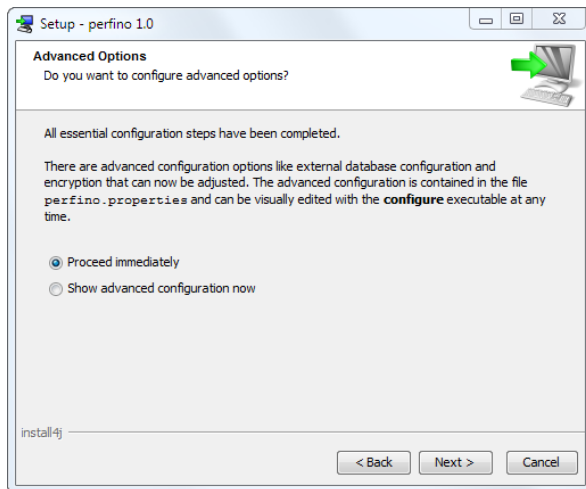 Setup - perfino 1.0
Advanced Options
Do you want to configure advanced options?
All essential configuration steps have been completed.
There are advanced configuration options like external database configuration and
encryption that can now be adjusted. The advanced configuration is contained in the file
perfino.properties and can be visually edited with the configure executable at any
time.
Proceed immediately
Show advanced configuration now
install4j
< Back Next > Cancel